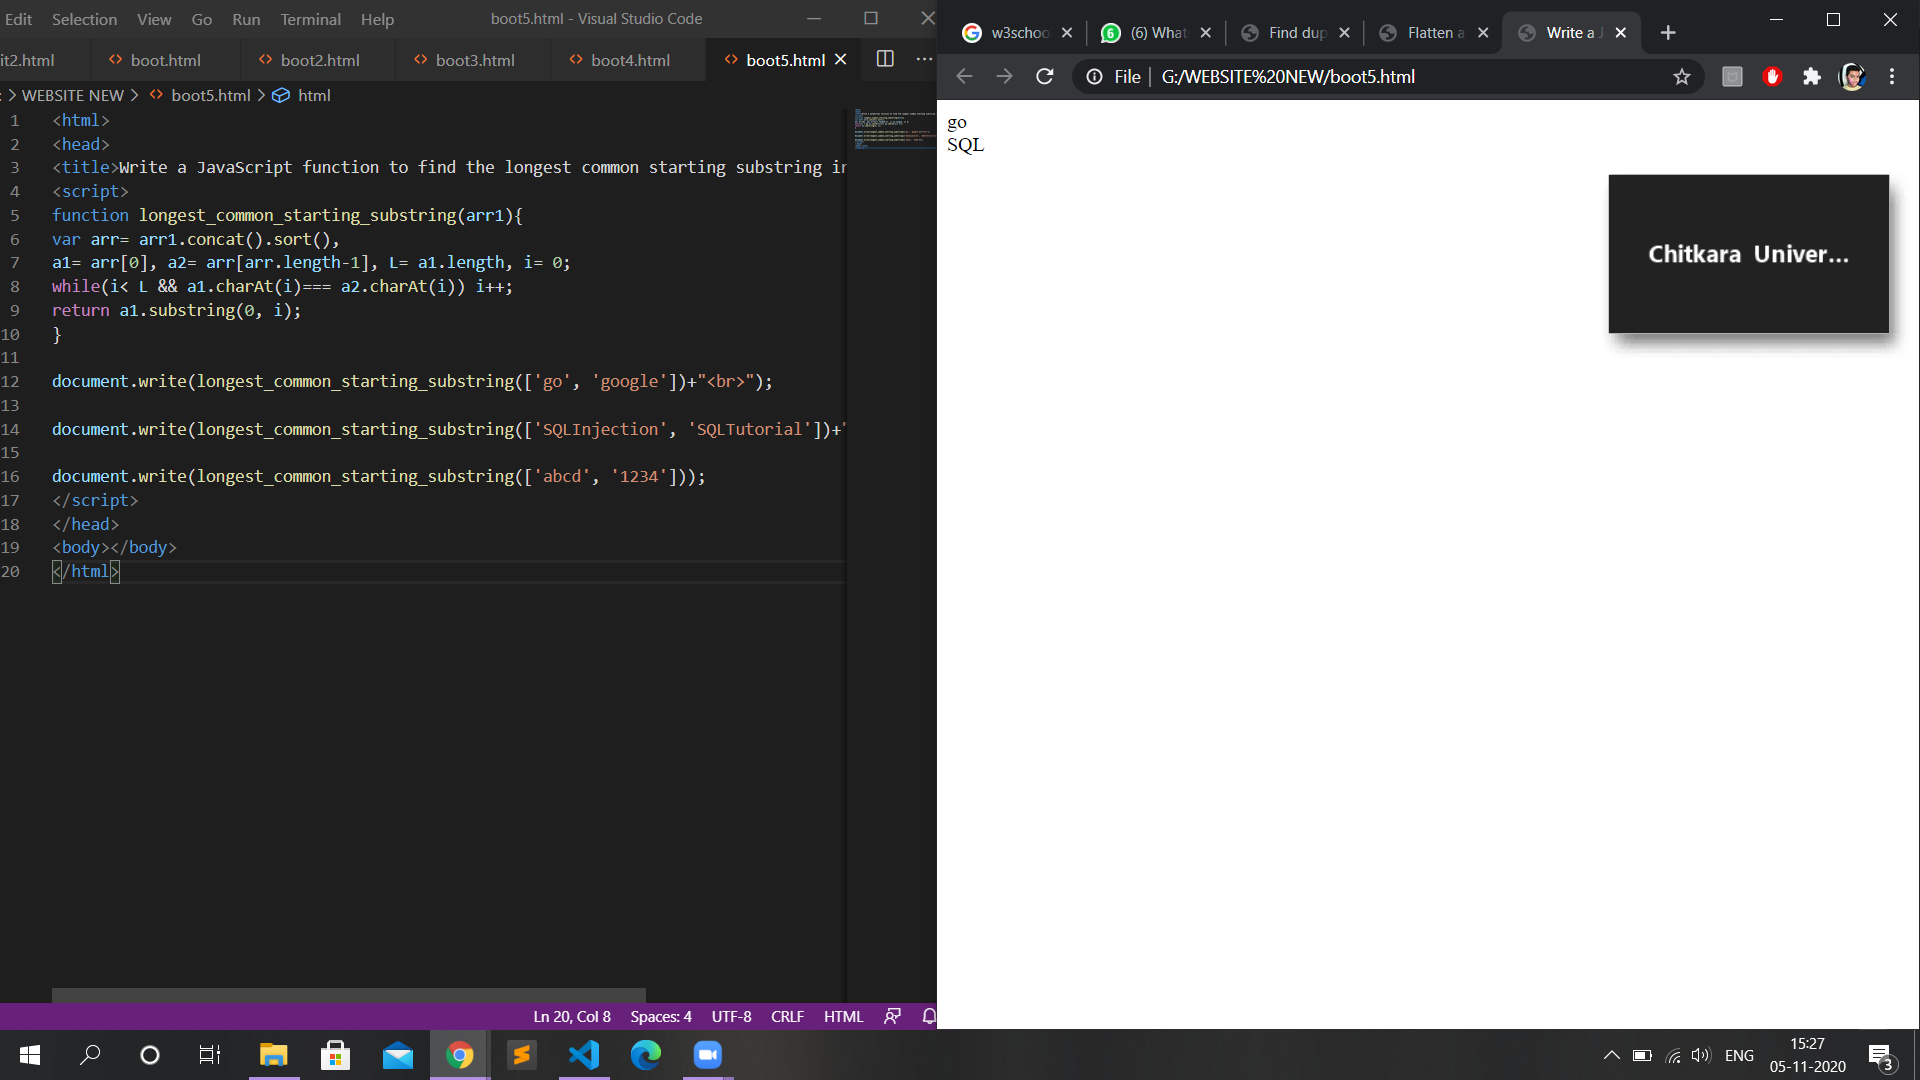 Edit Selection View Go Run Terminal Help boot5.html - Visual Studio Code
it2.html boot.html boot2.html boot3.html boot4.html boot5.html
: > WEBSITE NEW > boot5.html > html
1 <html>
2 <head>
3 <title>Write a JavaScript function to find the longest common starting substring in
4 <script>
5 function longest_common_starting_substring(arr1){
6 var arr= arr1.concat().sort(),
7 a1= arr[0], a2= arr[arr.length-1], L= a1.length, i= 0;
8 while(i< L && a1.charAt(i)=== a2.charAt(i)) i++;
9 return a1.substring(0, i);
10 }
11
12 document.write(longest_common_starting_substring(['go', 'google'])+"<br>");
13
14 document.write(longest_common_starting_substring(['SQLInjection', 'SQLTutorial'])+"
15
16 document.write(longest_common_starting_substring(['abcd', '1234']));
17 </script>
18 </head>
19 <body></body>
20 </html>
Ln 20, Col 8 Spaces: 4 UTF-8 CRLF HTML
w3schoo (6) What Find dup Flatten a Write a J
File G:/WEBSITE%20NEW/boot5.html
go
SQL
Chitkara Univer...
ENG 15:27
05-11-2020 3